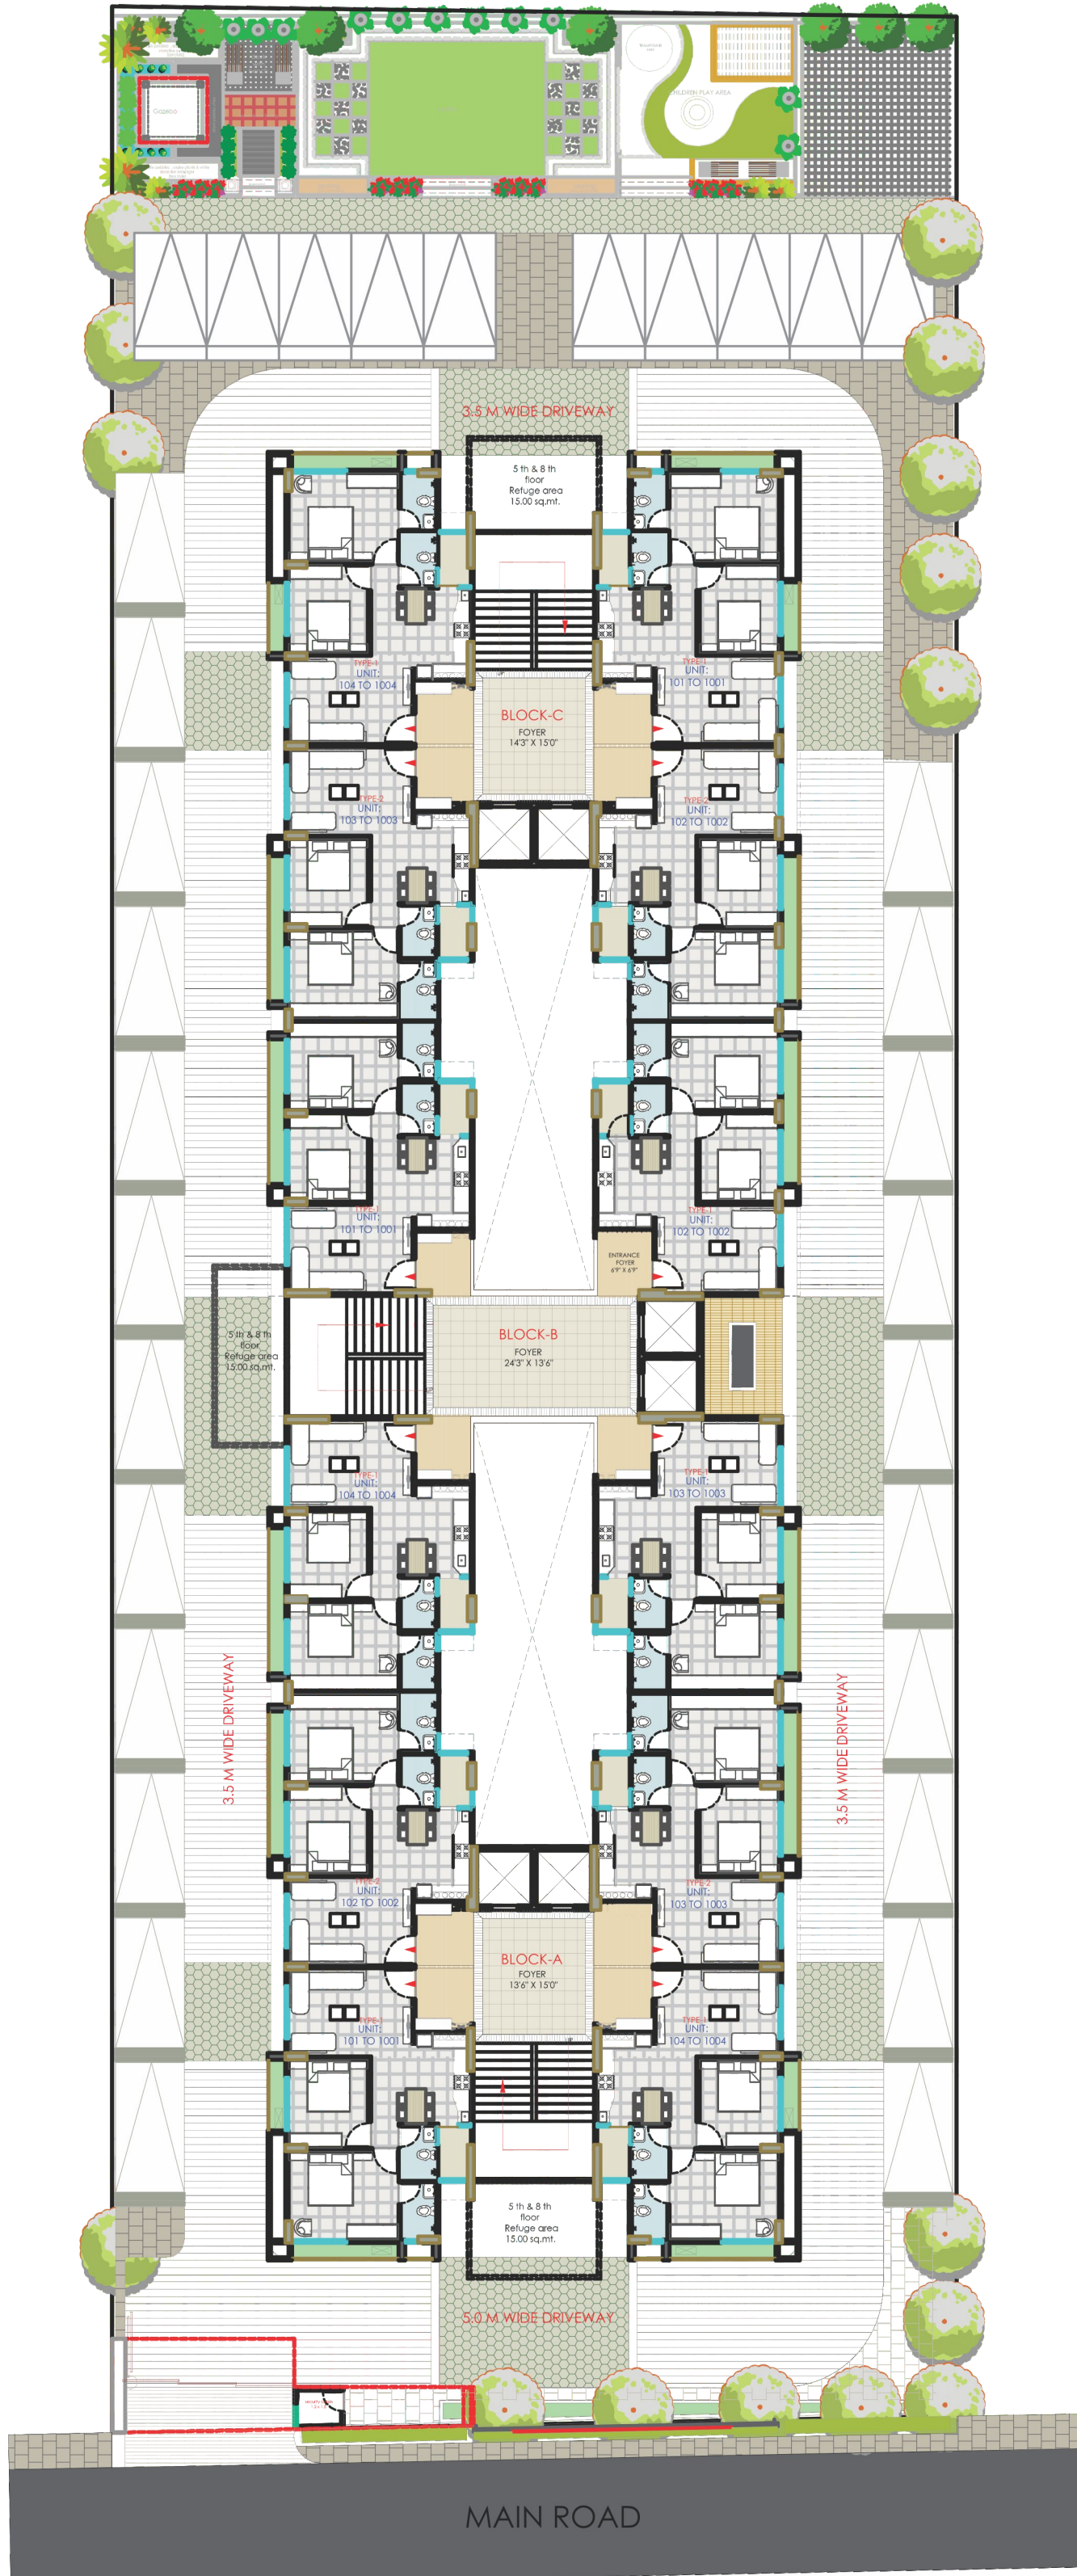 Gazebo
CHILDREN PLAY AREA
3.5 M WIDE DRIVEWAY
5 th & 8 th
floor
Refuge area
15.00 sq.mt.
TYPE-1
UNIT:
104 TO 1004
TYPE-1
UNIT:
101 TO 1001
BLOCK-C
FOYER
14'3" X 15'0"
TYPE-2
UNIT:
103 TO 1003
TYPE-2
UNIT:
102 TO 1002
TYPE-1
UNIT:
101 TO 1001
TYPE-1
UNIT:
102 TO 1002
ENTRANCE
FOYER
6'9" X 6'9"
5 th & 8 th
floor
Refuge area
15.00 sq.mt.
BLOCK-B
FOYER
24'3" X 13'6"
TYPE-1
UNIT:
104 TO 1004
TYPE-1
UNIT:
103 TO 1003
3.5 M WIDE DRIVEWAY
3.5 M WIDE DRIVEWAY
TYPE-2
UNIT:
102 TO 1002
TYPE-2
UNIT:
103 TO 1003
BLOCK-A
FOYER
13'6" X 15'0"
TYPE-1
UNIT:
101 TO 1001
TYPE-1
UNIT:
104 TO 1004
5 th & 8 th
floor
Refuge area
15.00 sq.mt.
5.0 M WIDE DRIVEWAY
MAIN ROAD